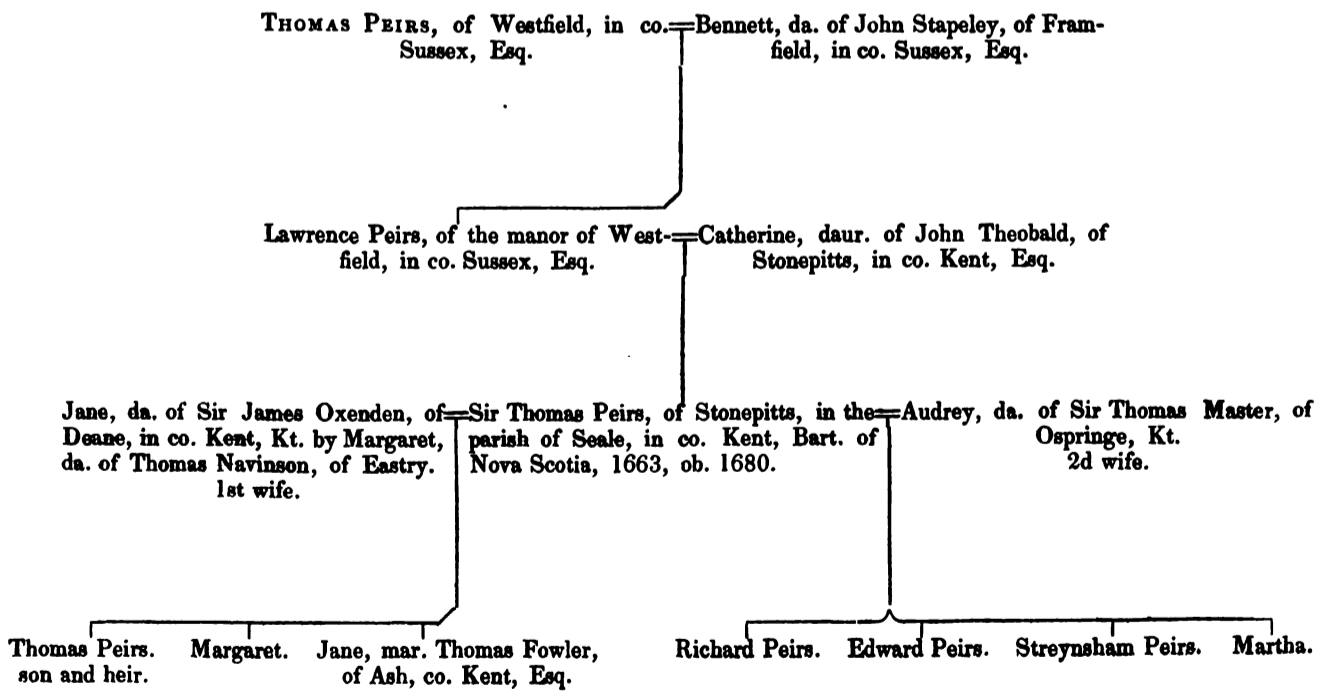 THOMAS PEIRS, of Westfield, in co.=Bennett, da. of John Stapeley, of Fram-
Sussex, Esq.
field, in co. Sussex, Esq.
Lawrence Peirs, of the manor of West-=Catherine, daur. of John Theobald, of
field, in co. Sussex, Esq.
Stonepitts, in co. Kent, Esq.
Jane, da. of Sir James Oxenden, of=
Deane, in co. Kent, Kt. by Margaret,
da. of Thomas Navinson, of Eastry.
1st wife.
Sir Thomas Peirs, of Stonepitts, in the=
parish of Seale, in co. Kent, Bart. of
Nova Scotia, 1663, ob. 1680.
Audrey, da. of Sir Thomas Master, of
Ospringe, Kt.
2d wife.
Thomas Peirs.
son and heir.
Margaret.
Jane, mar. Thomas Fowler,
of Ash, co. Kent, Esq.
Richard Peirs.
Edward Peirs.
Streynsham Peirs.
Martha.